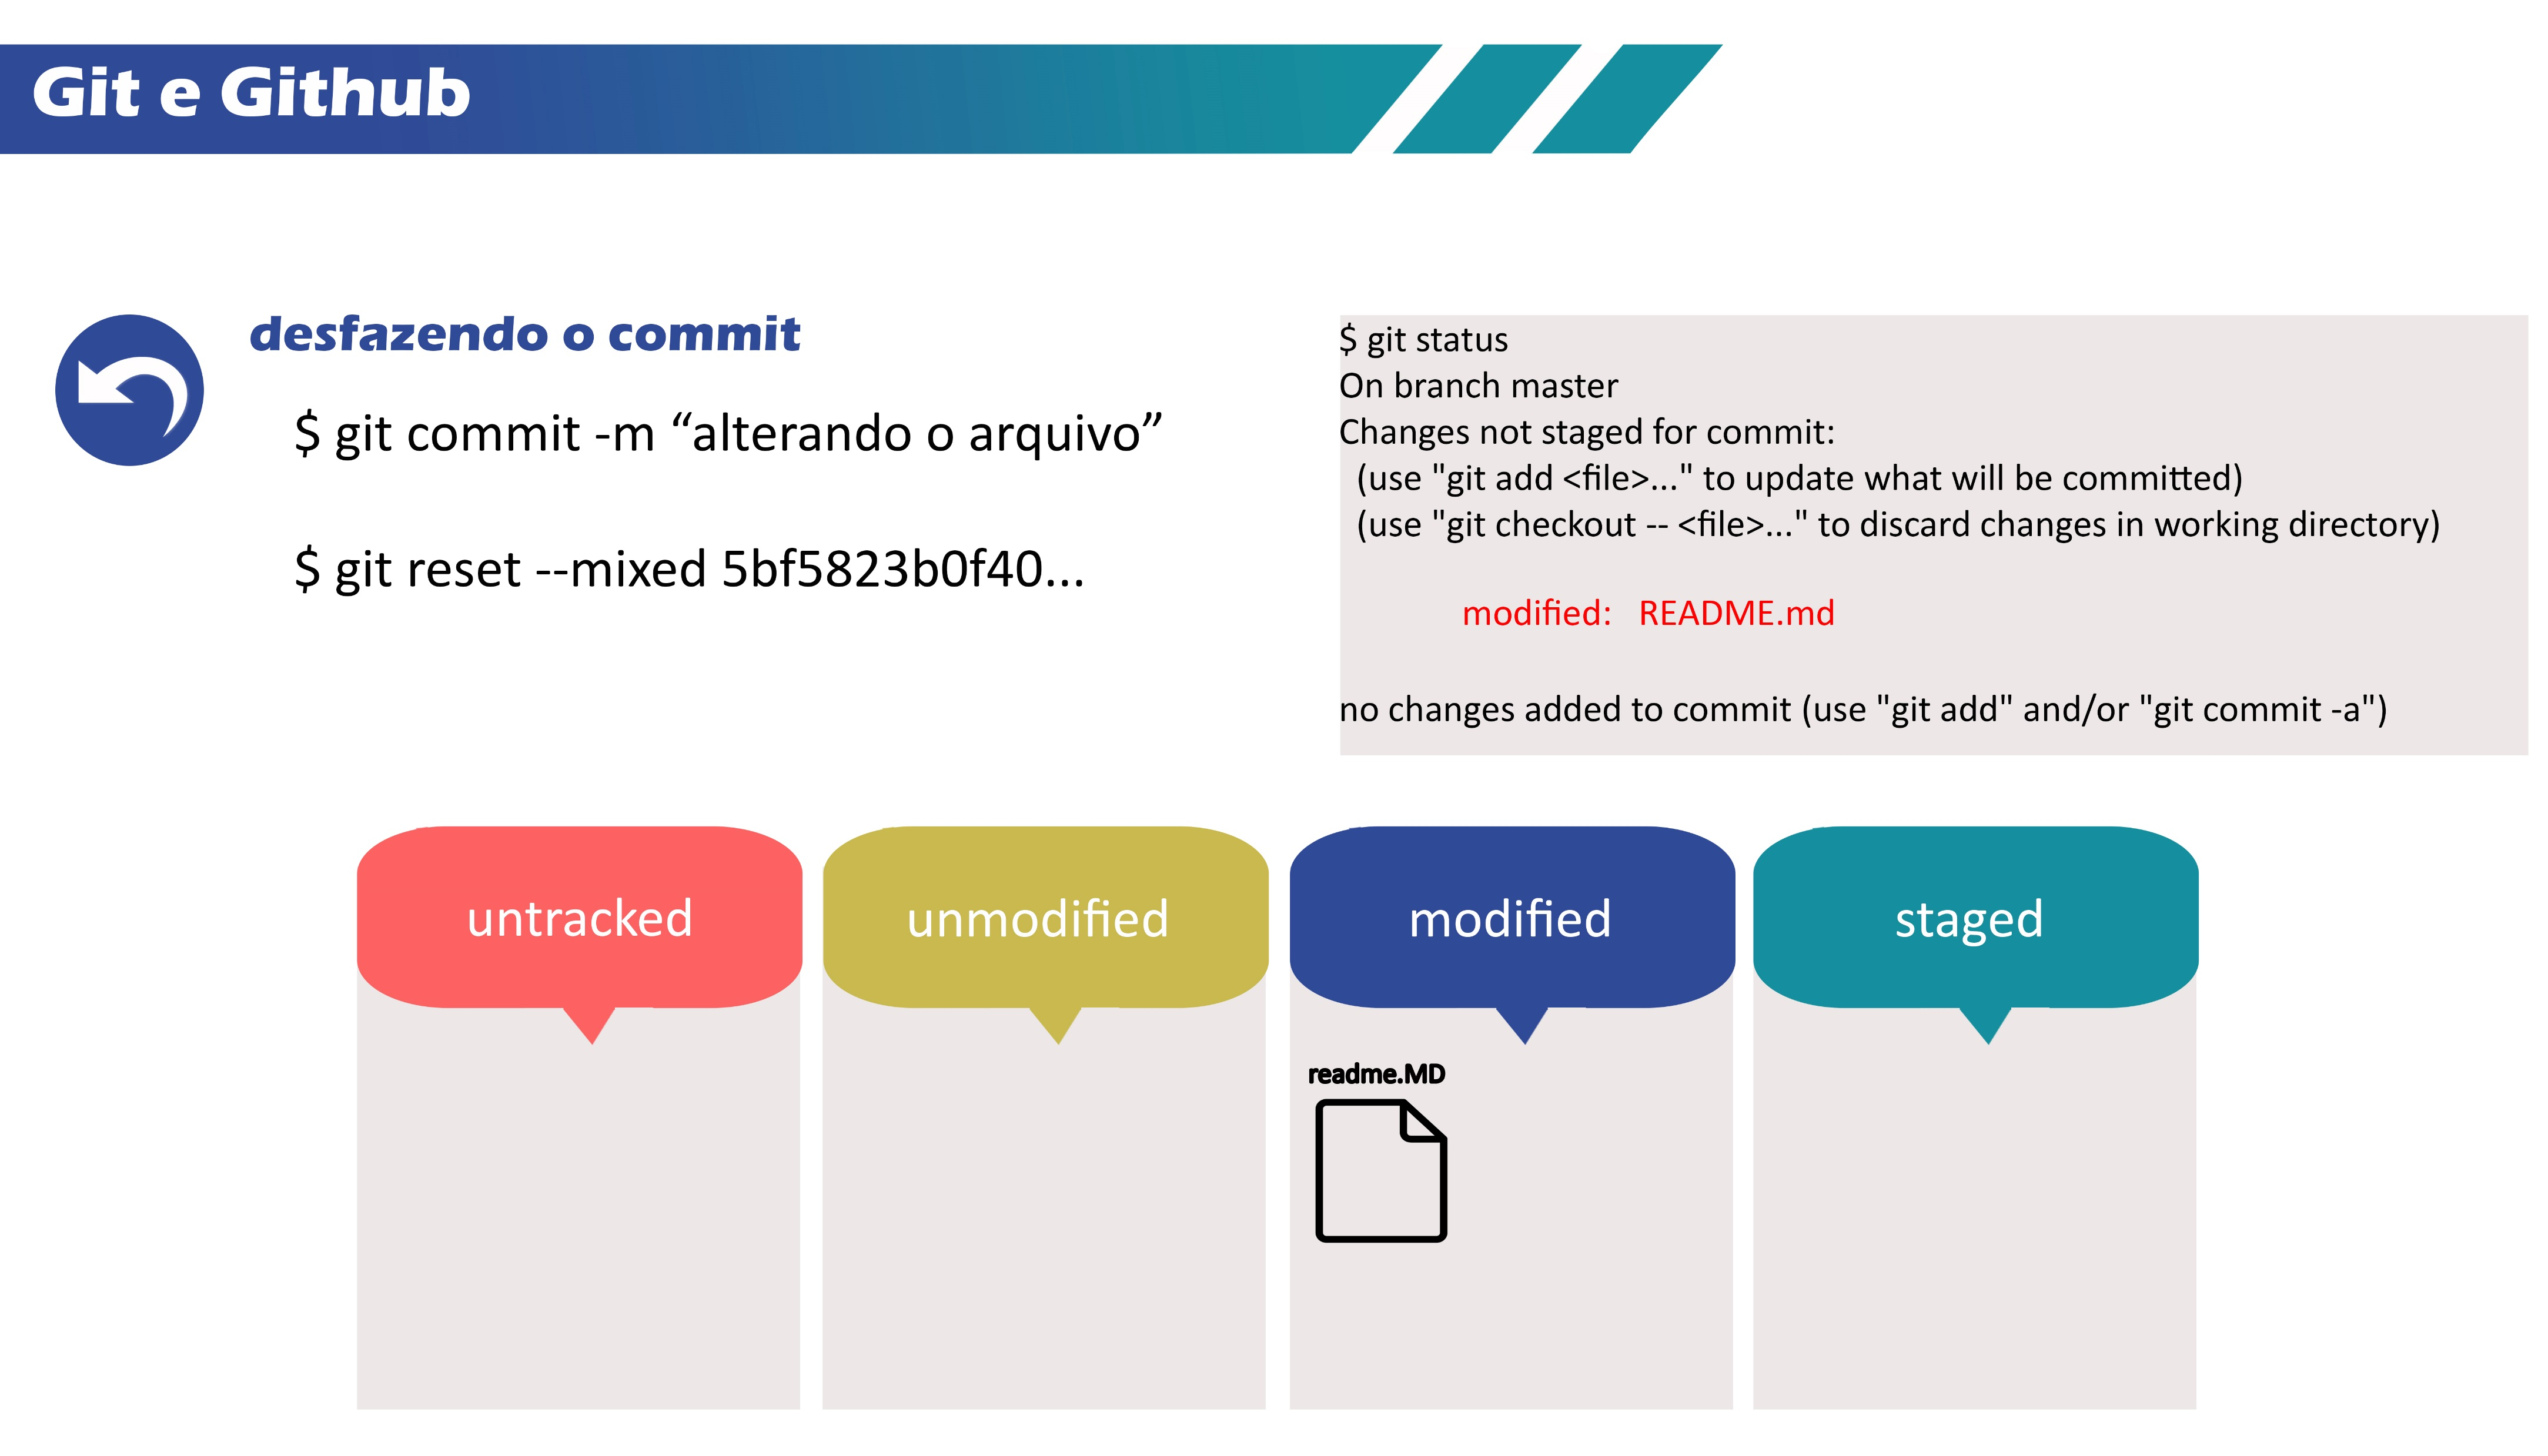 Git e Github
desfazendo o commit
$ git commit -m “alterando o arquivo”
$ git reset --mixed 5bf5823b0f40...
$ git status
On branch master
Changes not staged for commit:
(use "git add <file>..." to update what will be committed)
(use "git checkout -- <file>..." to discard changes in working directory)
modified: README.md
no changes added to commit (use "git add" and/or "git commit -a")
untracked
unmodified
modified
staged
readme.MD